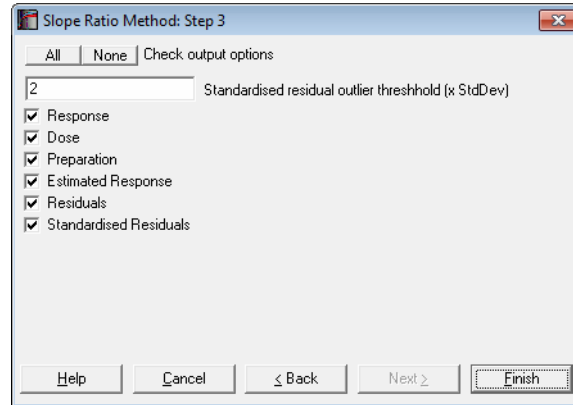 Slope Ratio Method: Step 3
All None Check output options
2 Standardised residual outlier threshhold (x StdDev)
Response
Dose
Preparation
Estimated Response
Residuals
Standardised Residuals
Help Cancel < Back Next > Finish